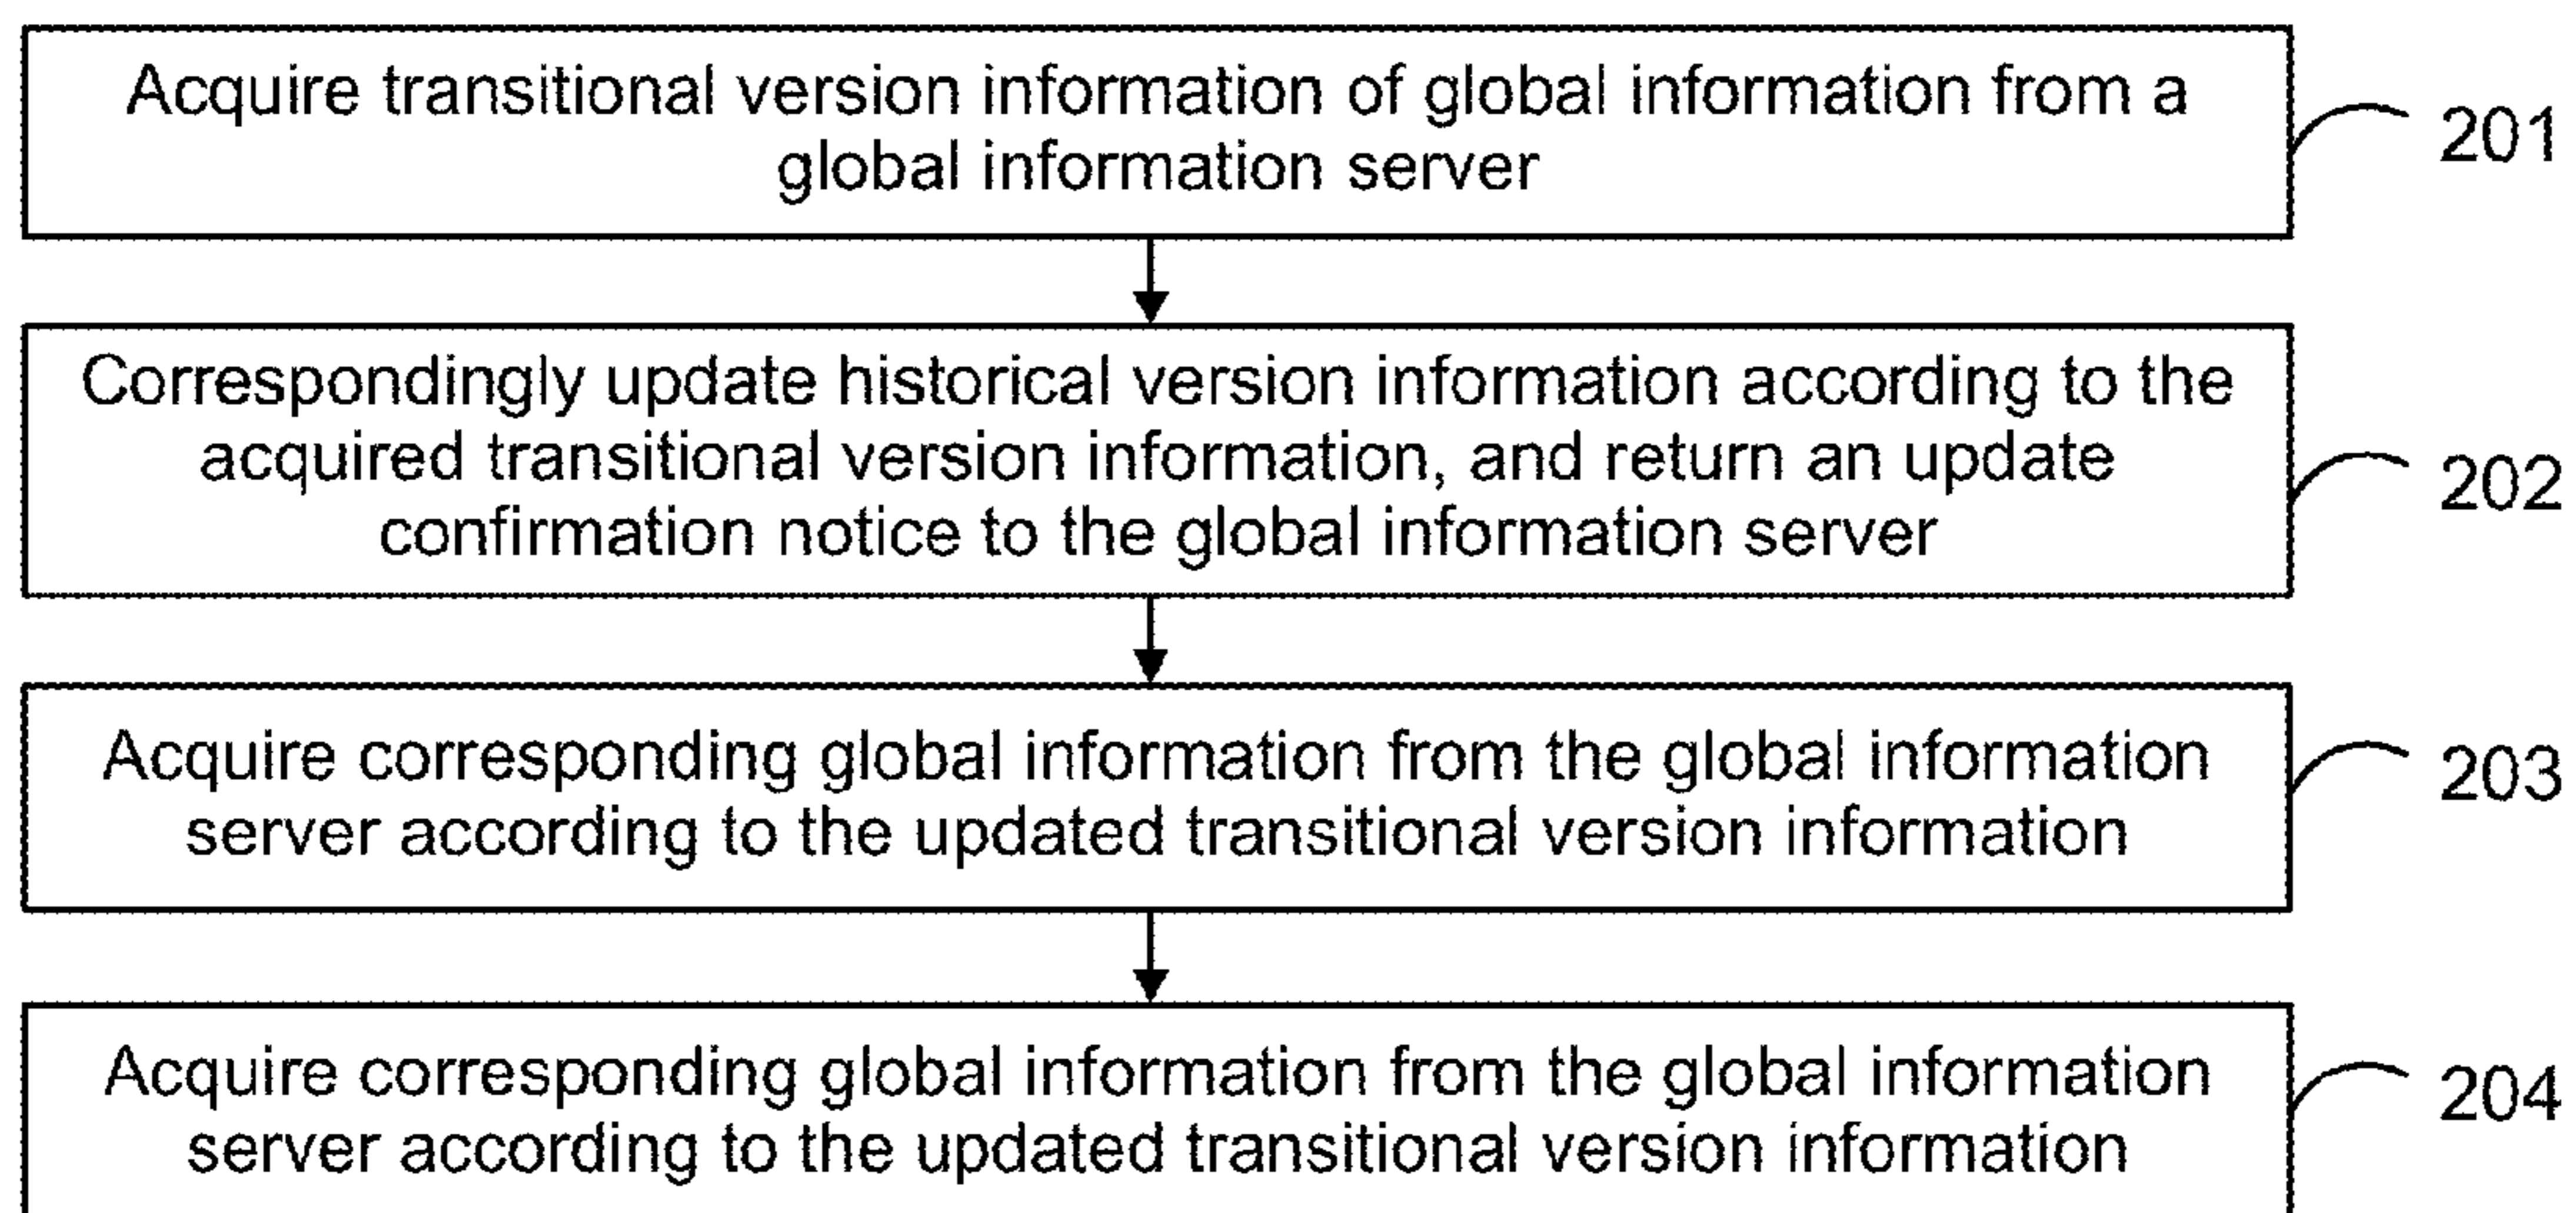 Acquire transitional version information of global information from a
global information server
201
Correspondingly update historical version information according to the
acquired transitional version information, and return an update
confirmation notice to the global information server
202
Acquire corresponding global information from the global information
server according to the updated transitional version information
203
Acquire corresponding global information from the global information
server according to the updated transitional version information
204